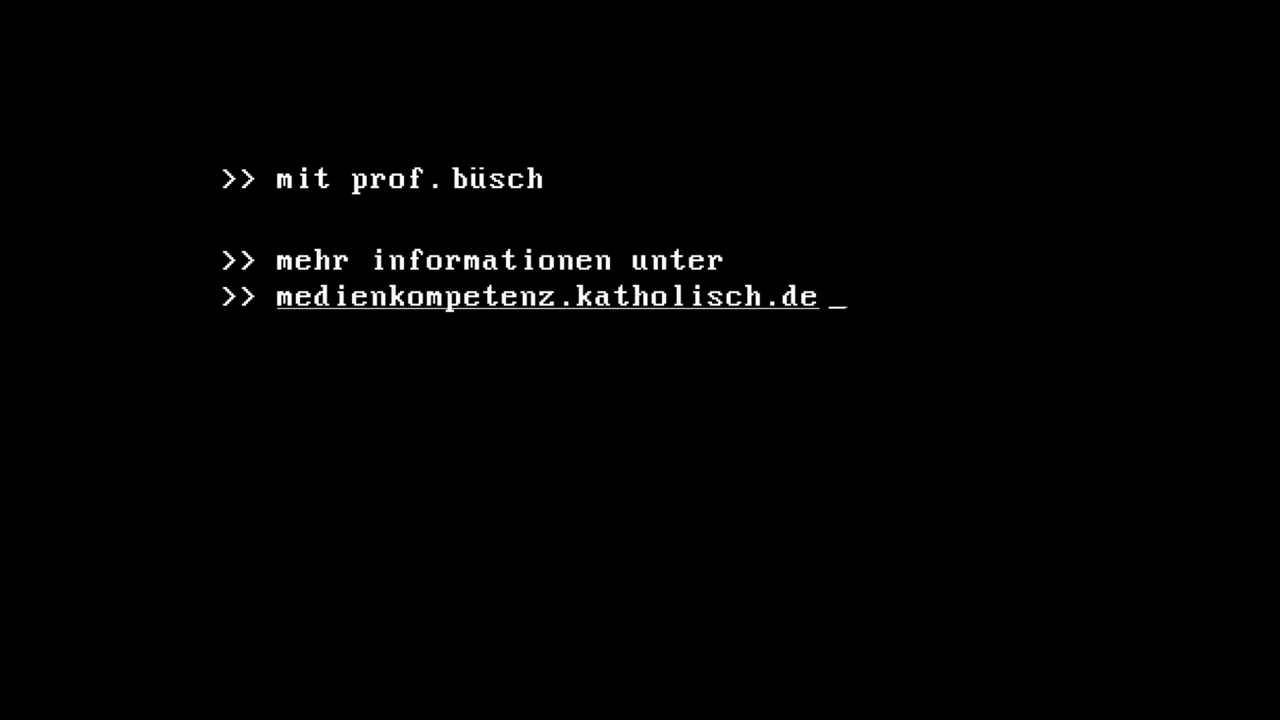 >> mit prof.büsch
>> mehr informationen unter
>> medienkompetenz.katholisch.de _